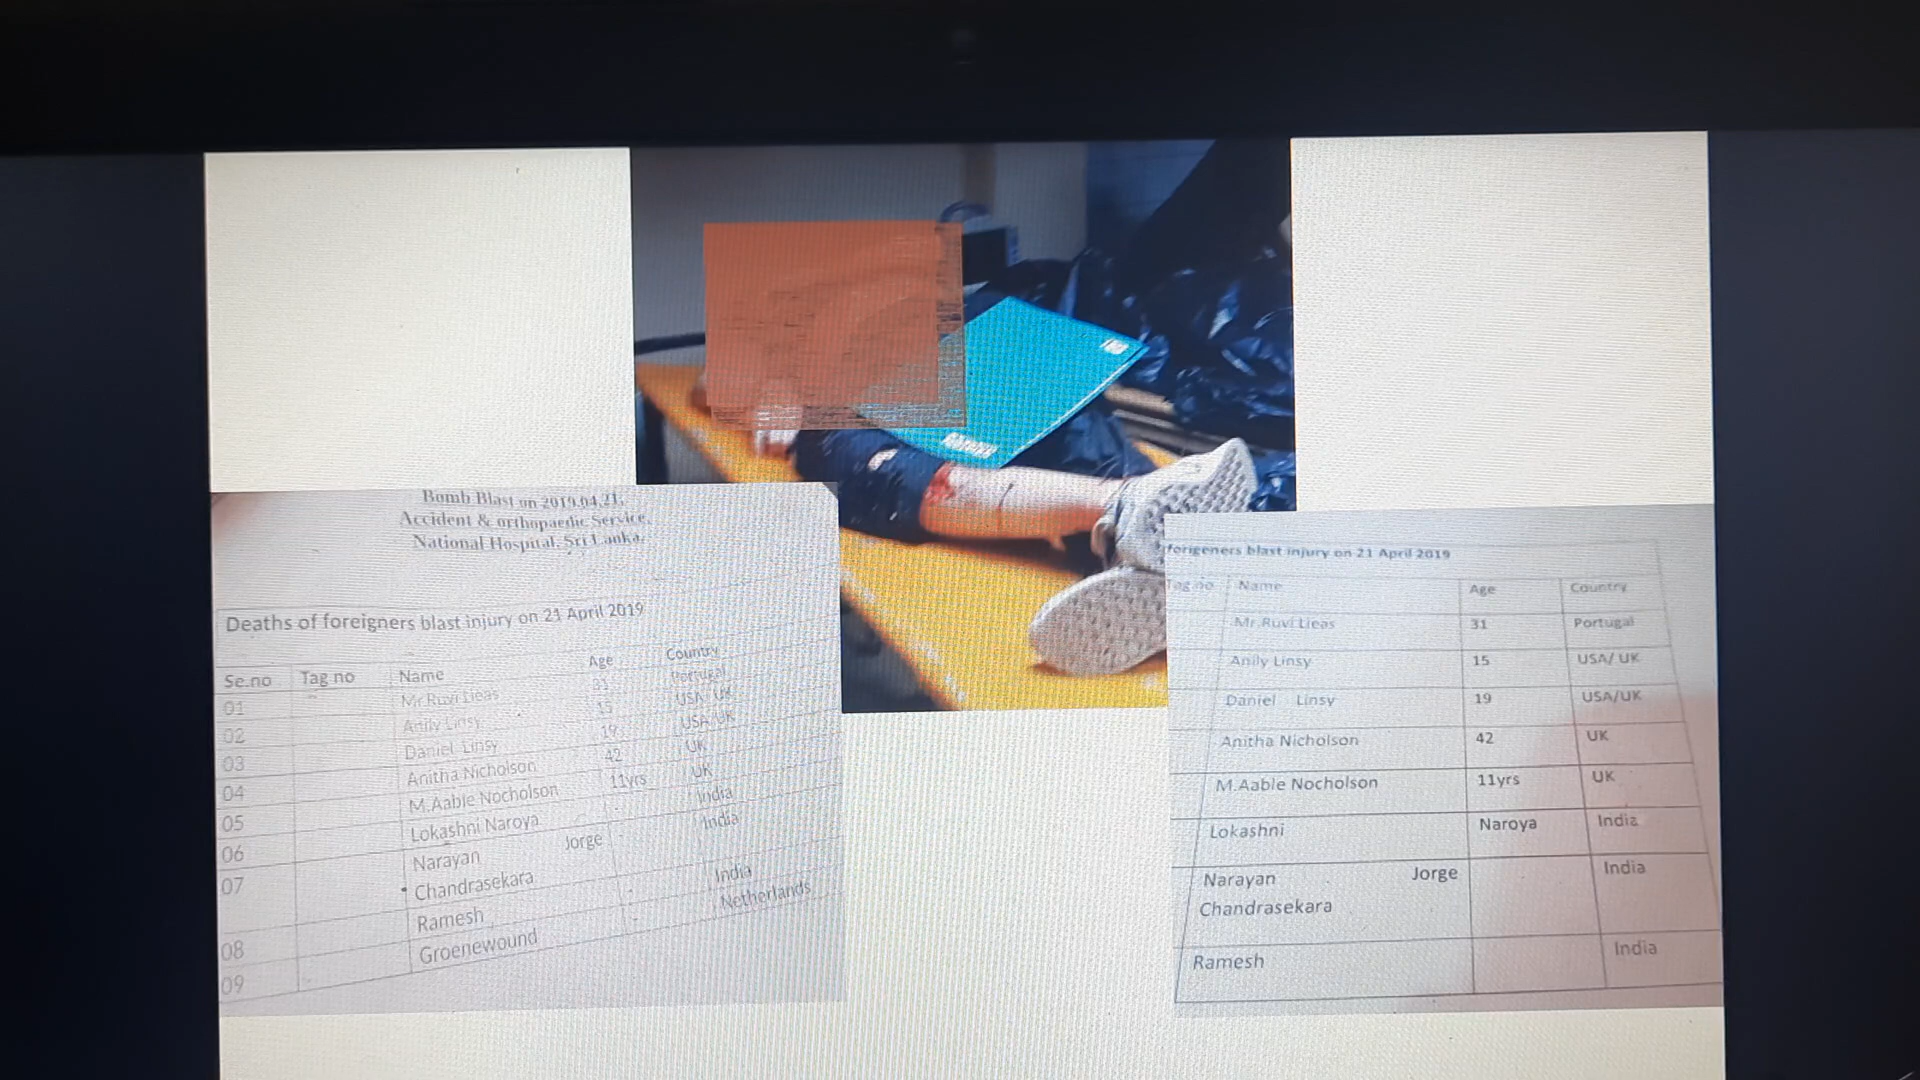 Bomb Blast on 2019.04.21.
Accident & orthopaedic Service.
National Hospital, Sri Lanka.
Deaths of foreigners blast injury on 21 April 2019
Se.no Tag no Name Age Country
01 Mr.Ruvi Lieas 31 Portugal
02 Anily Linsy 15 USA/ UK
03 Daniel Linsy 19 USA/UK
04 Anitha Nicholson 42 UK
05 M.Aable Nocholson 11yrs UK
06 Lokashni Naroya - India
07 Narayan Jorge - India
Chandrasekara
08 Ramesh - India
09 Groenewound - Netherlands
forigeners blast injury on 21 April 2019
Tag.no Name Age Country
Mr.Ruvi Lieas 31 Portugal
Anily Linsy 15 USA/ UK
Daniel Linsy 19 USA/UK
Anitha Nicholson 42 UK
M.Aable Nocholson 11yrs UK
Lokashni Naroya India
Narayan Jorge India
Chandrasekara
Ramesh India